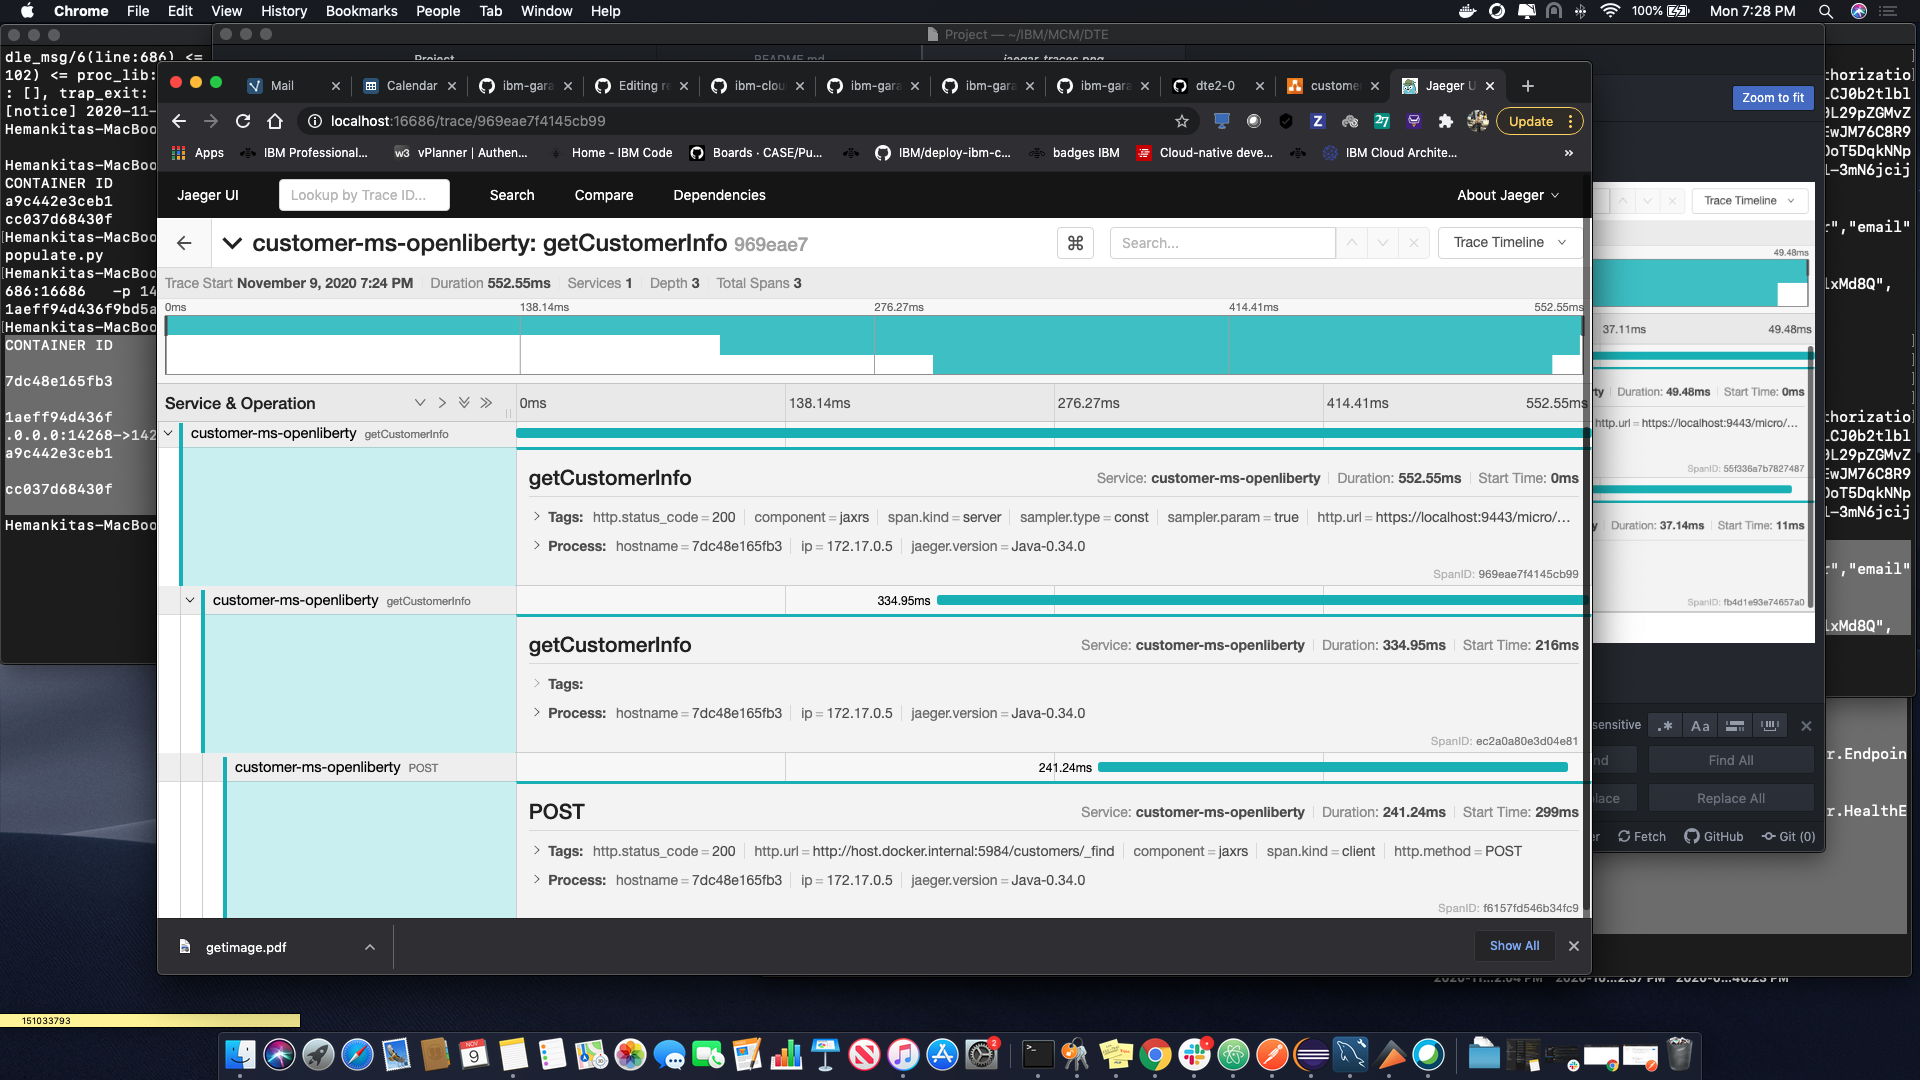 Chrome File Edit View History Bookmarks People Tab Window Help
100% Mon 7:28 PM
Project — ~/IBM/MCM/DTE
dle_msg/6(line:686) <=
102) <= proc_lib:
: [], trap_exit:
[notice] 2020-11-
Hemankitas-MacBoo
Hemankitas-MacBoo
CONTAINER ID
a9c442e3ceb1
cc037d68430f
Hemankitas-MacBoo
populate.py
Hemankitas-MacBoo
686:16686 -p 14
1aeff94d436f9bd5a
Hemankitas-MacBoo
CONTAINER ID
7dc48e165fb3
1aeff94d436f
.0.0.0:14268->142
a9c442e3ceb1
cc037d68430f
Hemankitas-MacBoo
Project README.md jaegar_traces.png
Mail Calendar ibm-gara Editing re ibm-clou ibm-gara ibm-gara ibm-gara dte2-0 customer Jaeger U
localhost:16686/trace/969eae7f4145cb99
Update
Apps IBM Professional... w3 vPlanner | Authen... Home - IBM Code Boards · CASE/Pu... IBM/deploy-ibm-c... badges IBM Cloud-native deve... IBM Cloud Archite... »
Jaeger UI Lookup by Trace ID... Search Compare Dependencies About Jaeger
customer-ms-openliberty: getCustomerInfo 969eae7
⌘ Search... Trace Timeline
Trace Start November 9, 2020 7:24 PM Duration 552.55ms Services 1 Depth 3 Total Spans 3
0ms 138.14ms 276.27ms 414.41ms 552.55ms
Service & Operation 0ms 138.14ms 276.27ms 414.41ms 552.55ms
customer-ms-openliberty getCustomerInfo
getCustomerInfo Service: customer-ms-openliberty Duration: 552.55ms Start Time: 0ms
Tags: http.status_code = 200 component = jaxrs span.kind = server sampler.type = const sampler.param = true http.url = https://localhost:9443/micro/...
Process: hostname = 7dc48e165fb3 ip = 172.17.0.5 jaeger.version = Java-0.34.0
SpanID: 969eae7f4145cb99
customer-ms-openliberty getCustomerInfo 334.95ms
getCustomerInfo Service: customer-ms-openliberty Duration: 334.95ms Start Time: 216ms
Tags:
Process: hostname = 7dc48e165fb3 ip = 172.17.0.5 jaeger.version = Java-0.34.0
SpanID: ec2a0a80e3d04e81
customer-ms-openliberty POST 241.24ms
POST Service: customer-ms-openliberty Duration: 241.24ms Start Time: 299ms
Tags: http.status_code = 200 http.url = http://host.docker.internal:5984/customers/_find component = jaxrs span.kind = client http.method = POST
Process: hostname = 7dc48e165fb3 ip = 172.17.0.5 jaeger.version = Java-0.34.0
SpanID: f6157fd546b34fc9
getimage.pdf Show All
Zoom to fit
Trace Timeline
49.48ms
37.11ms 49.48ms
Duration: 49.48ms Start Time: 0ms
http.url = https://localhost:9443/micro/...
SpanID: 55f336a7b7827487
Duration: 37.14ms Start Time: 11ms
SpanID: fb4d1e93e74657a0
sensitive .* Aa
Find All
Replace All
Fetch GitHub Git (0)
thorizatio
r","email"
lxMd8Q",
thorizatio
r","email"
lxMd8Q",
r.Endpoin
r.HealthE
151033793
NOV
9
2